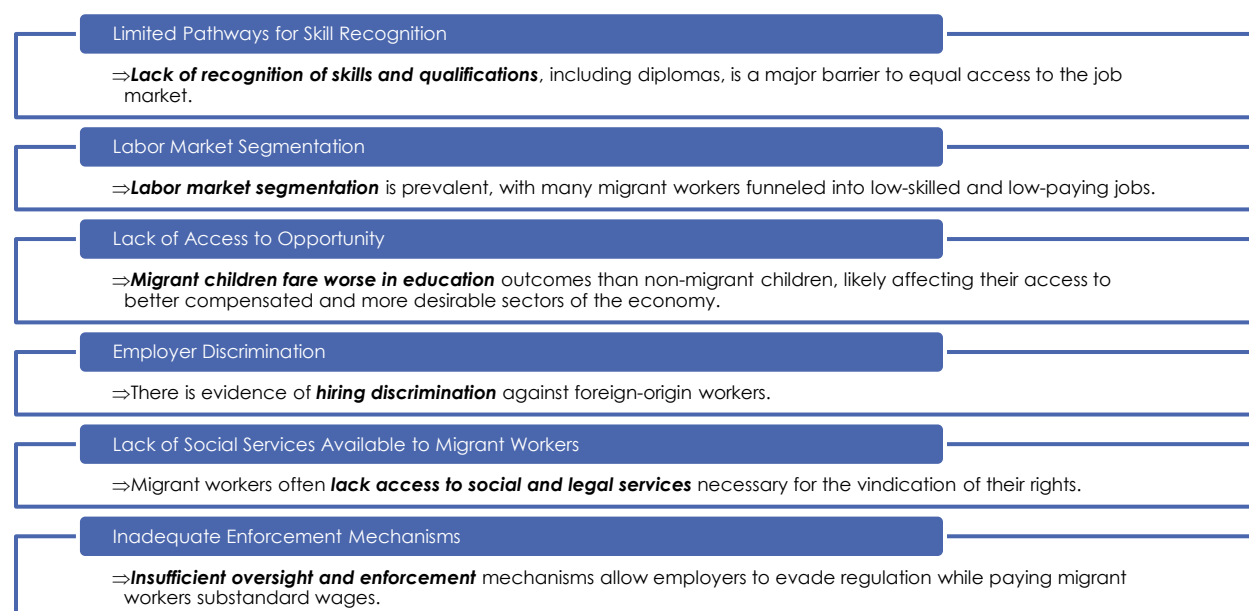 Limited Pathways for Skill Recognition
⇒Lack of recognition of skills and qualifications, including diplomas, is a major barrier to equal access to the job
market.
Labor Market Segmentation
⇒Labor market segmentation is prevalent, with many migrant workers funneled into low-skilled and low-paying jobs.
Lack of Access to Opportunity
⇒Migrant children fare worse in education outcomes than non-migrant children, likely affecting their access to
better compensated and more desirable sectors of the economy.
Employer Discrimination
⇒There is evidence of hiring discrimination against foreign-origin workers.
Lack of Social Services Available to Migrant Workers
⇒Migrant workers often lack access to social and legal services necessary for the vindication of their rights.
Inadequate Enforcement Mechanisms
⇒Insufficient oversight and enforcement mechanisms allow employers to evade regulation while paying migrant
workers substandard wages.